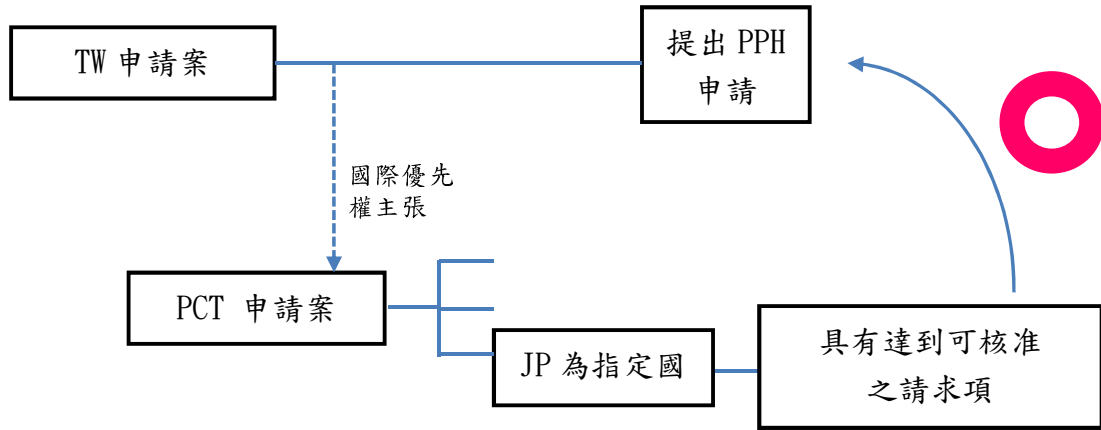 TW 申請案
提出 PPH
申請
國際優先
權主張
PCT 申請案
JP 為指定國
具有達到可核准
之請求項